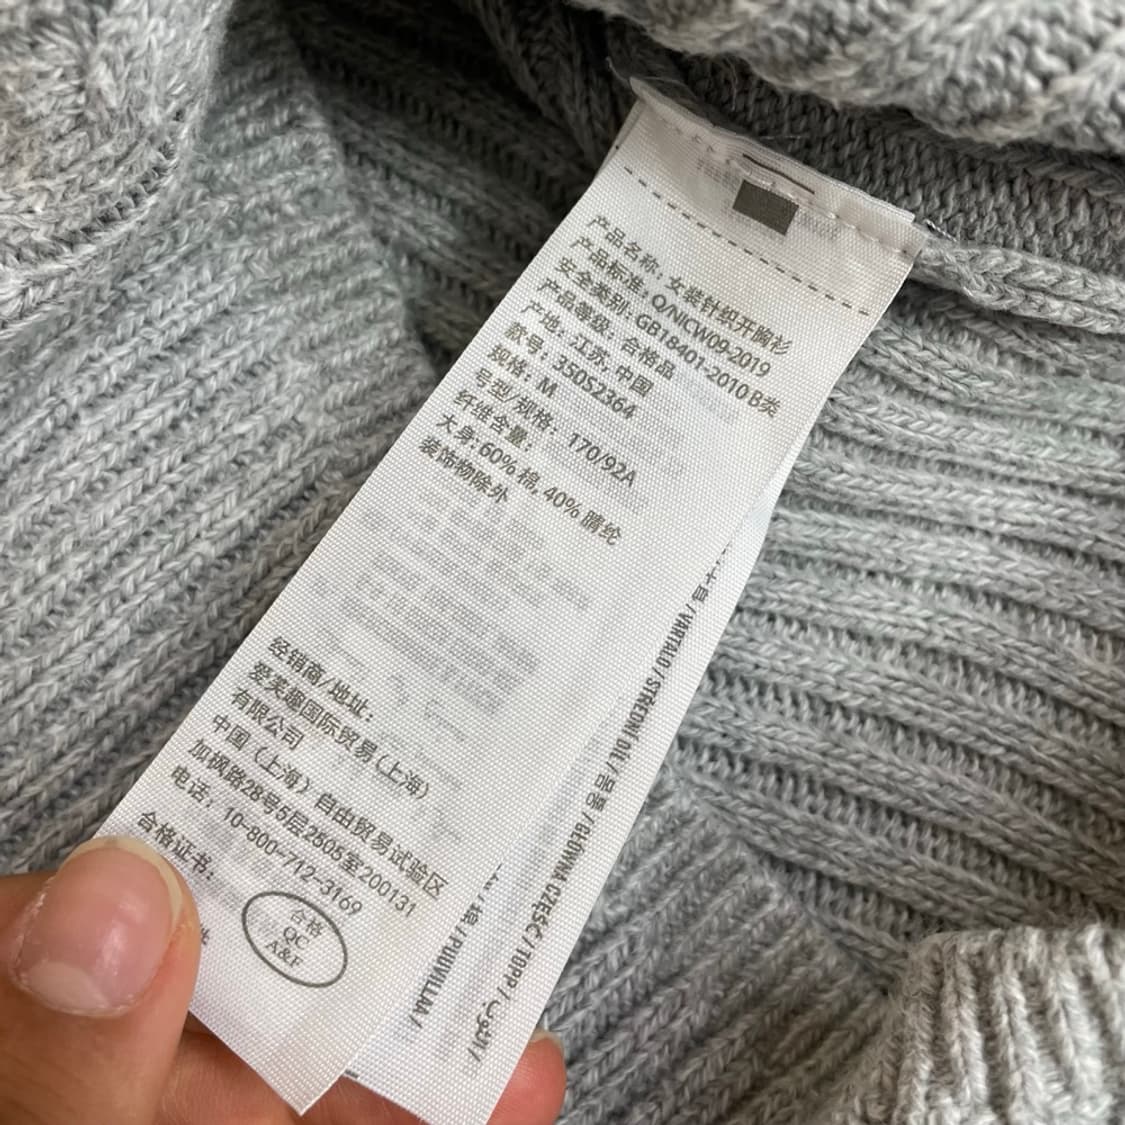 产品名称: 女装针织开胸衫
产品标准: Q/NICW09-2019
安全类别: GB18401-2010 B类
产品等级: 合格品
产地: 江苏, 中国
款号: 350S2364
规格: M
号型/规格: 170/92A
纤维含量:
大身: 60% 棉, 40% 腈纶
装饰物除外
经销商/地址:
爱芙趣国际贸易(上海)
有限公司
中国(上海)自由贸易试验区
加枫路28号5层2505室200131
电话: 10-800-712-3169
合格证书:
合格
QC
A&F
/ VARTALO / STŘEDNÍ DÍL /
/ GŁÓWNA CZĘŚĆ / TOPP /
/ 棉 / PUUVILLAA /